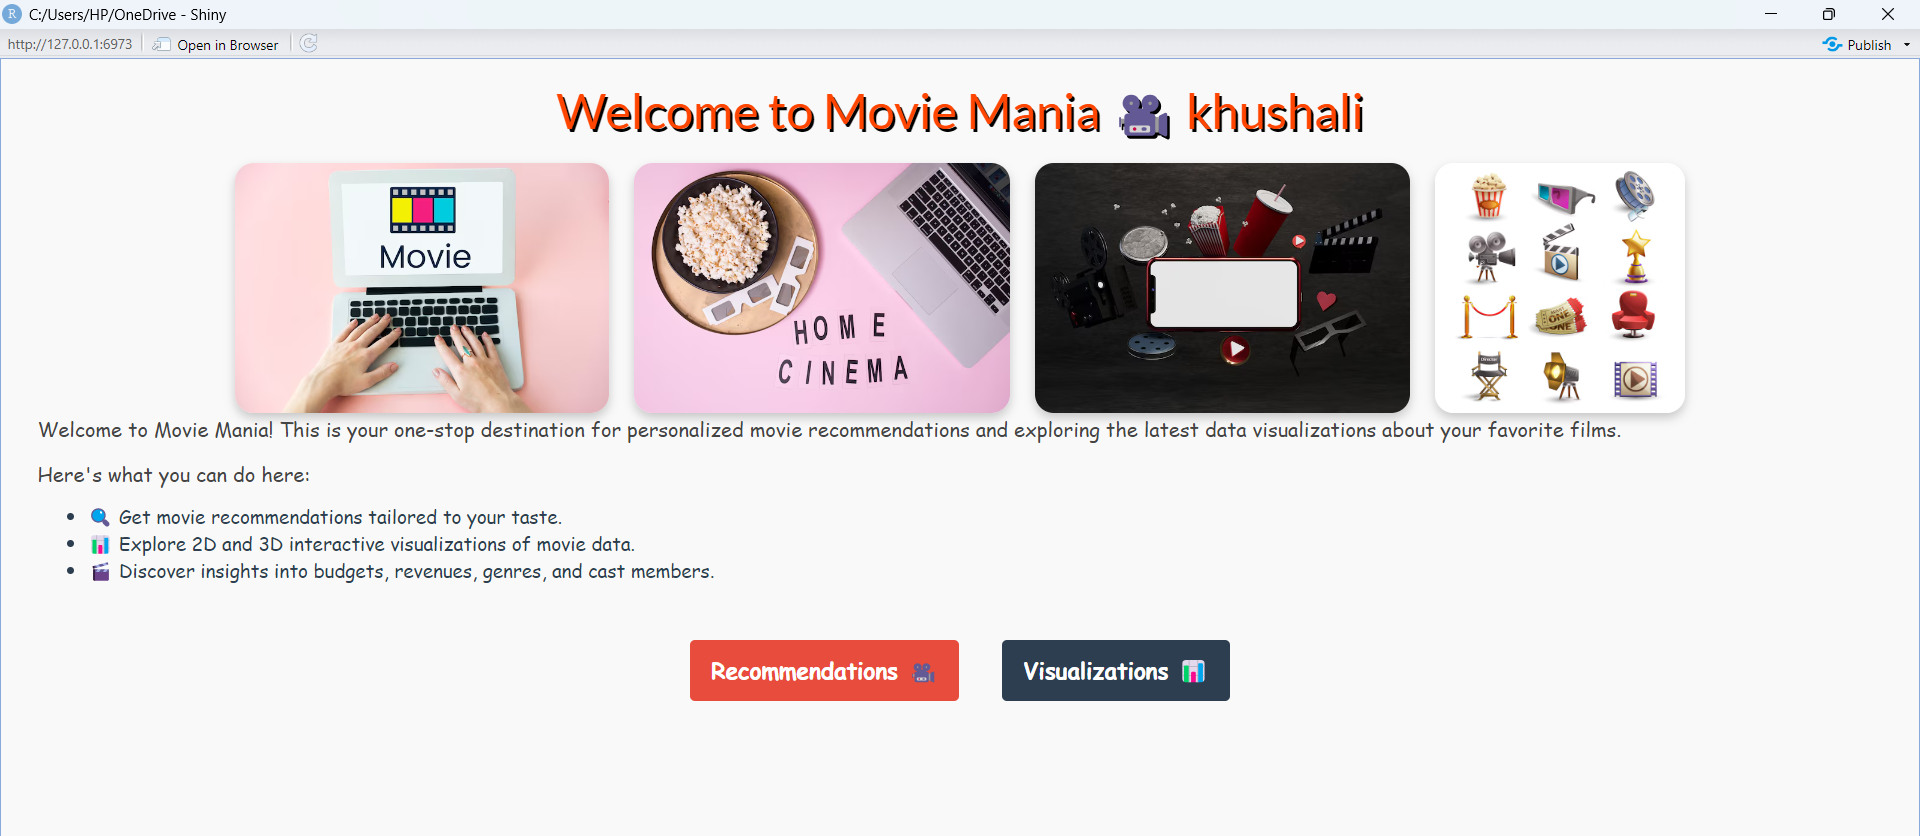 C:/Users/HP/OneDrive - Shiny
http://127.0.0.1:6973 Open in Browser Publish
Welcome to Movie Mania 🎥 khushali
Movie
HOME
CINEMA
Welcome to Movie Mania! This is your one-stop destination for personalized movie recommendations and exploring the latest data visualizations about your favorite films.
Here's what you can do here:
• 🔍 Get movie recommendations tailored to your taste.
• 📊 Explore 2D and 3D interactive visualizations of movie data.
• 🎬 Discover insights into budgets, revenues, genres, and cast members.
Recommendations 🎥
Visualizations 📊